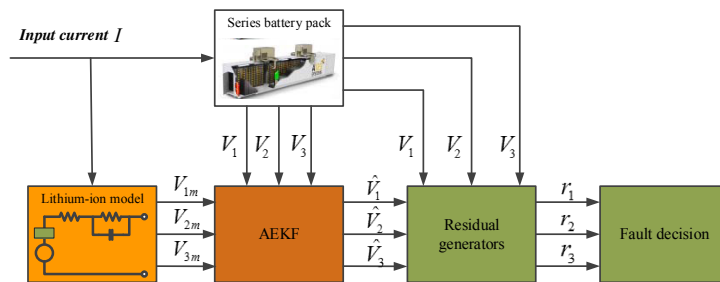 Input current I
Series battery pack
V1 V2 V3
V1 V2 V3
Lithium-ion model
V1m
V2m
V3m
AEKF
V̂1
V̂2
V̂3
Residual
generators
r1
r2
r3
Fault decision